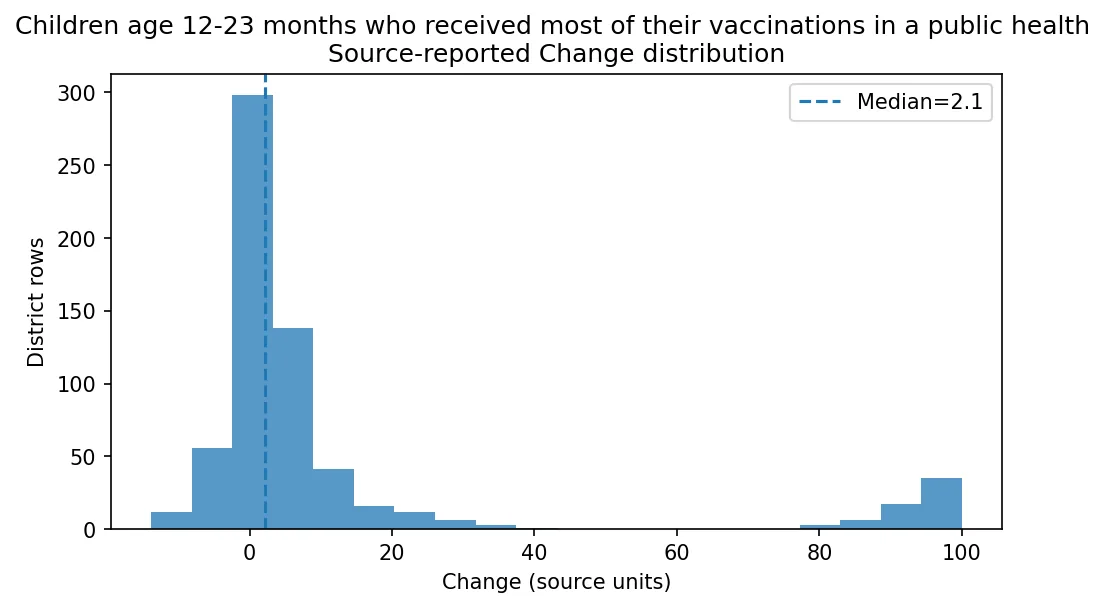 Children age 12-23 months who received most of their vaccinations in a public health
Source-reported Change distribution
300
250
200
150
100
50
0
District rows
Median=2.1
0 20 40 60 80 100
Change (source units)